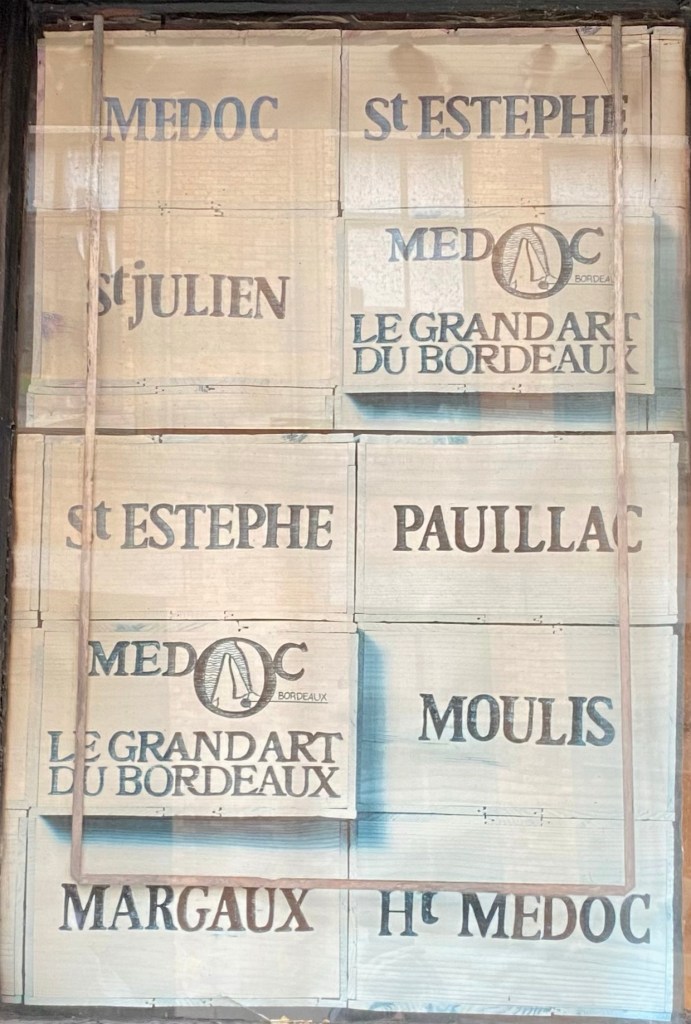 MEDOC
St ESTEPHE
St JULIEN
MEDOC
BORDEAUX
LE GRAND ART
DU BORDEAUX
St ESTEPHE
PAUILLAC
MEDOC
BORDEAUX
LE GRAND ART
DU BORDEAUX
MOULIS
MARGAUX
Ht MEDOC